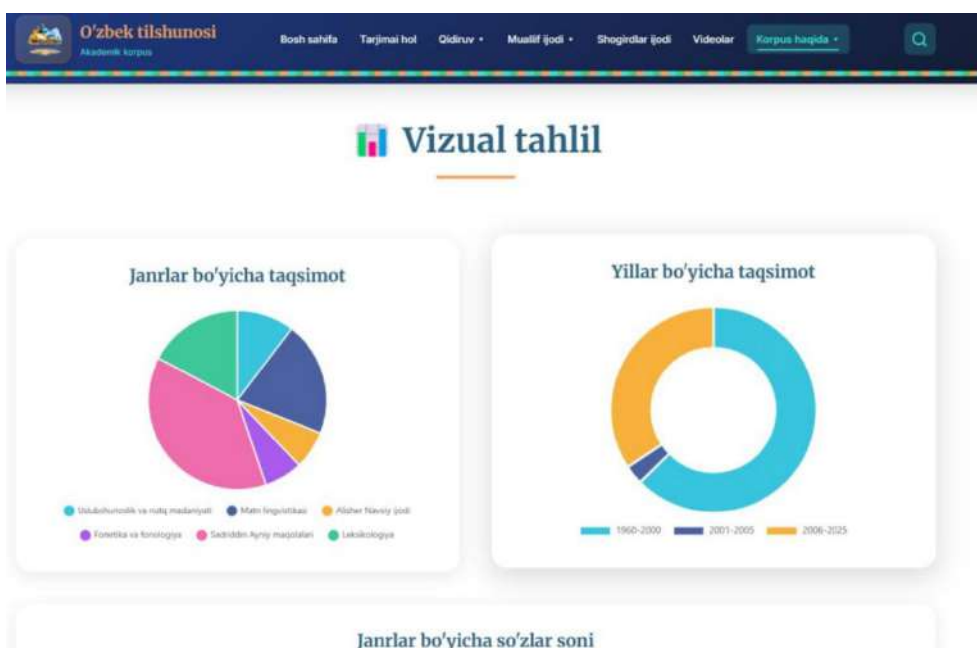 O'zbek tilshunosi
Akademik korpus
Bosh sahifa Tarjimai hol Qidiruv Muallif ijodi Shogirdlar ijodi Videolar Korpus haqida
Vizual tahlil
Janrlar bo'yicha taqsimot
Uslubshunoslik va nutq madaniyati Matn lingvistikasi Alisher Navoiy ijodi
Fonetika va fonologiya Sadriddin Ayniy maqolalari Leksikologiya
Yillar bo'yicha taqsimot
1960-2000 2001-2005 2006-2025
Janrlar bo'yicha so'zlar soni